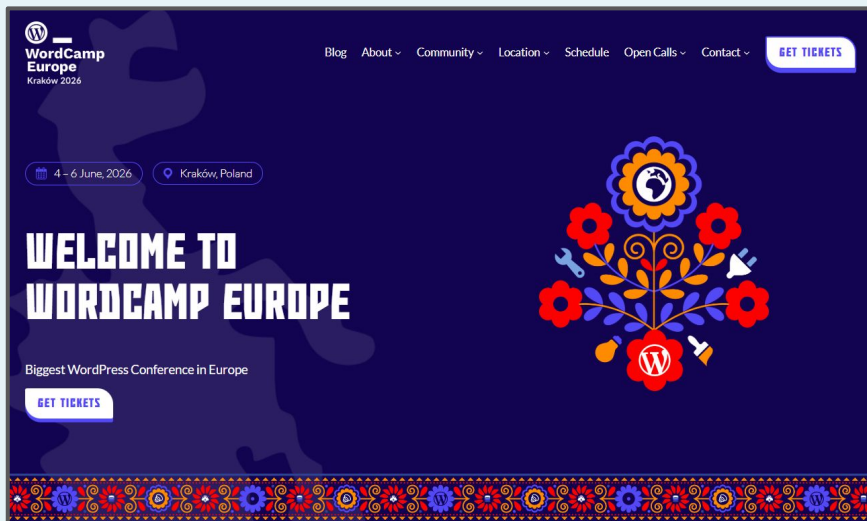 WordCamp
Europe
Kraków 2026
Blog About Community Location Schedule Open Calls Contact GET TICKETS
4 – 6 June, 2026 Kraków, Poland
WELCOME TO
WORDCAMP EUROPE
Biggest WordPress Conference in Europe
GET TICKETS